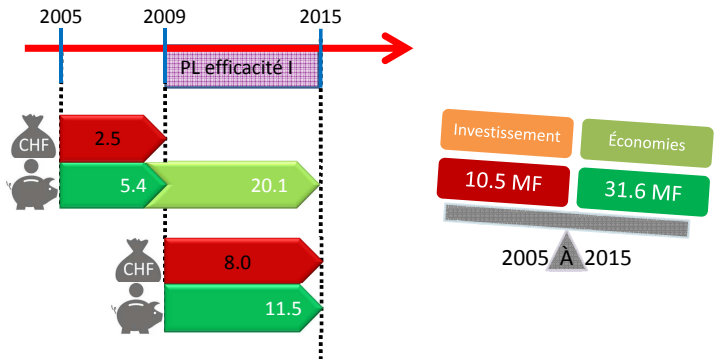 2005 2009 2015
PL efficacité I
CHF 2.5
5.4 20.1
CHF 8.0
11.5
Investissement Économies
10.5 MF 31.6 MF
2005 À 2015